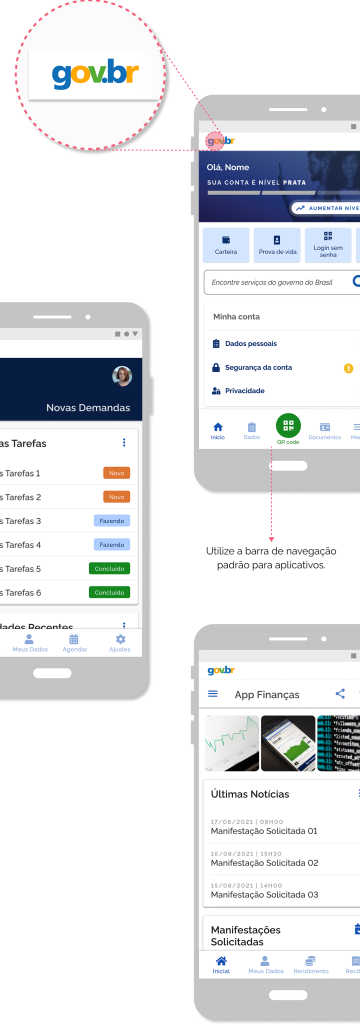 gov.br
gov.br
Olá, Nome
SUA CONTA É NÍVEL PRATA
AUMENTAR NÍVE
Carteira
Prova de vida
Login sem
senha
Encontre serviços do governo do Brasil
Minha conta
Dados pessoais
Segurança da conta
Privacidade
Início
Dados
QR code
Documentos
Utilize a barra de navegação
padrão para aplicativos.
Novas Demandas
as Tarefas
s Tarefas 1 Novo
s Tarefas 2 Novo
s Tarefas 3 Fazendo
s Tarefas 4 Fazendo
s Tarefas 5 Concluído
s Tarefas 6 Concluído
dades Recentes
Meus Dados
Agendar
Ajustes
gov.br
App Finanças
Últimas Notícias
17/08/2021 | 08H00
Manifestação Solicitada 01
16/08/2021 | 15H30
Manifestação Solicitada 02
15/08/2021 | 14H00
Manifestação Solicitada 03
Manifestações
Solicitadas
Inicial
Meus Dados
Rendimento